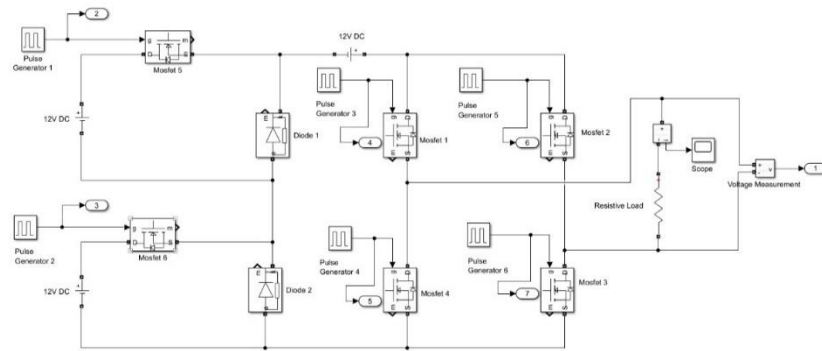 2
12V DC
g
m
D
S
Pulse
Generator 1
Mosfet 5
Pulse
Generator 3
Pulse
Generator 5
g
D
g
D
12V DC
m
Diode 1
4
m
S
Mosfet 1
6
m
S
Mosfet 2
Scope
v
1
Voltage Measurement
Resistive Load
3
g
m
D
S
Pulse
Generator 2
Mosfet 6
Pulse
Generator 4
Pulse
Generator 6
g
D
g
D
12V DC
m
Diode 2
5
m
S
Mosfet 4
7
m
S
Mosfet 3